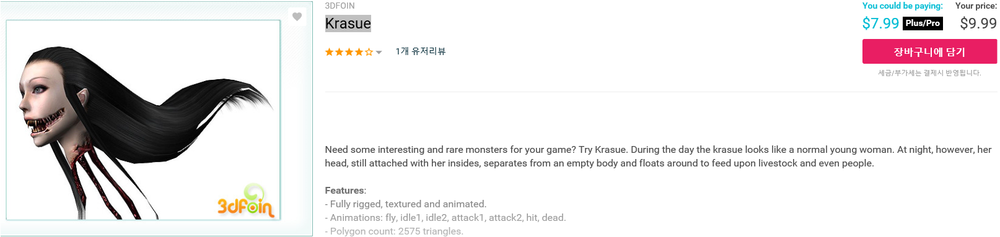 3DFOIN
Krasue
1개 유저리뷰
You could be paying:
$7.99 Plus/Pro
Your price:
$9.99
장바구니에 담기
세금/부가세는 결제시 반영됩니다.
Need some interesting and rare monsters for your game? Try Krasue. During the day the krasue looks like a normal young woman. At night, however, her
head, still attached with her insides, separates from an empty body and floats around to feed upon livestock and even people.
Features:
- Fully rigged, textured and animated.
- Animations: fly, idle1, idle2, attack1, attack2, hit, dead.
- Polygon count: 2575 triangles.
3dfoin